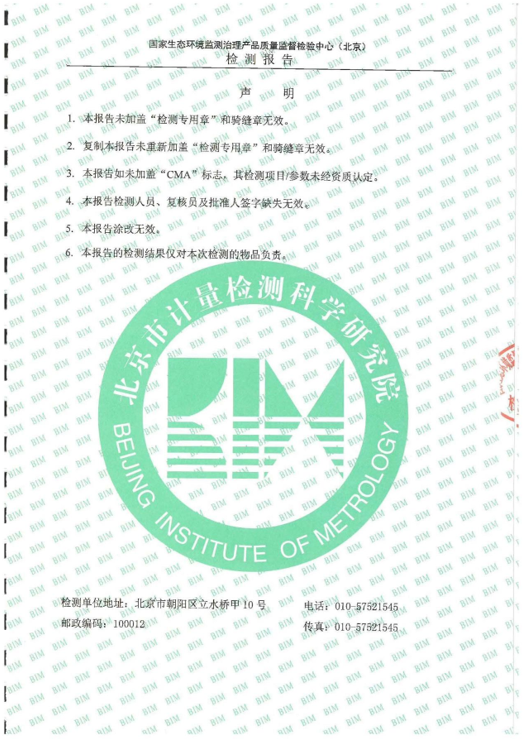 国家生态环境监测治理产品质量监督检验中心（北京）
检 测 报 告
声 明
1. 本报告未加盖“检测专用章”和骑缝章无效。
2. 复制本报告未重新加盖“检测专用章”和骑缝章无效。
3. 本报告如未加盖“CMA”标志，其检测项目/参数未经资质认定。
4. 本报告检测人员、复核员及批准人签字缺失无效。
5. 本报告涂改无效。
6. 本报告的检测结果仅对本次检测的物品负责。
北京市计量检测科学研究院
BIM
BEIJING INSTITUTE OF METROLOGY
检测单位地址：北京市朝阳区立水桥甲 10 号 电话：010-57521545
邮政编码：100012 传真：010-57521545